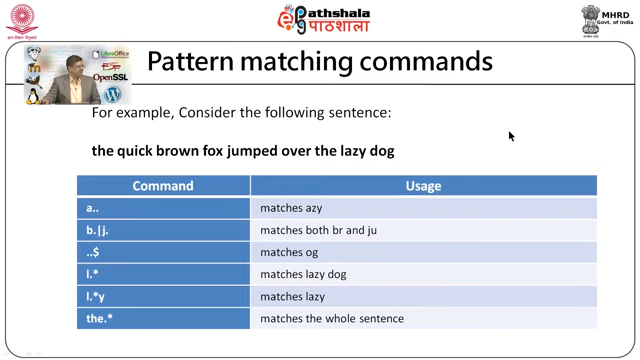 Pathshala
पाठशाला
MHRD
Govt. of India
LibreOffice
OpenSSL
Pattern matching commands
For example, Consider the following sentence:
the quick brown fox jumped over the lazy dog
Command Usage
a.. matches azy
b.|j. matches both br and ju
..$ matches og
l.* matches lazy dog
l.*y matches lazy
the.* matches the whole sentence